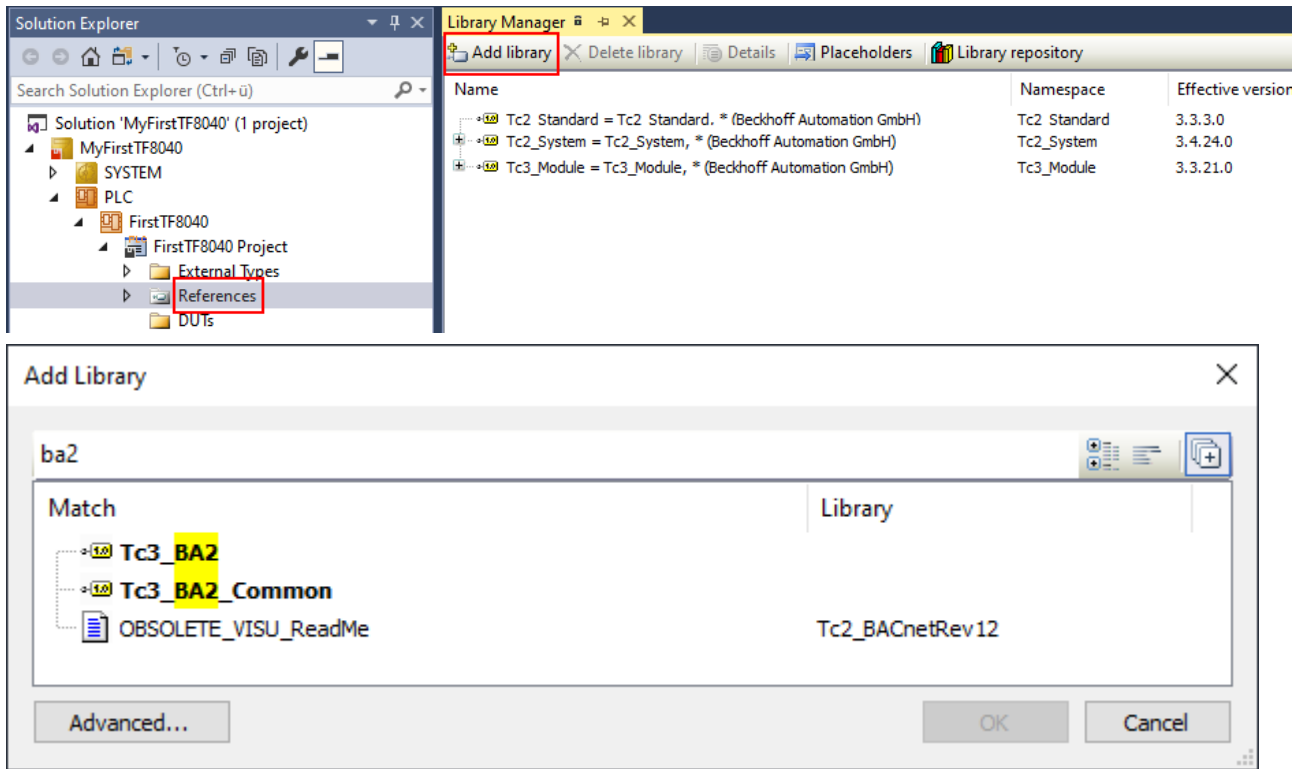 Solution Explorer
Search Solution Explorer (Ctrl+ü)
Solution 'MyFirstTF8040' (1 project)
MyFirstTF8040
SYSTEM
PLC
FirstTF8040
FirstTF8040 Project
External Types
References
DUTs
Library Manager
Add library Delete library Details Placeholders Library repository
Name Namespace Effective version
Tc2_Standard = Tc2_Standard, * (Beckhoff Automation GmbH) Tc2_Standard 3.3.3.0
Tc2_System = Tc2_System, * (Beckhoff Automation GmbH) Tc2_System 3.4.24.0
Tc3_Module = Tc3_Module, * (Beckhoff Automation GmbH) Tc3_Module 3.3.21.0
Add Library
ba2
Match Library
1.0 Tc3_BA2
1.0 Tc3_BA2_Common
OBSOLETE_VISU_ReadMe Tc2_BACnetRev12
Advanced... OK Cancel